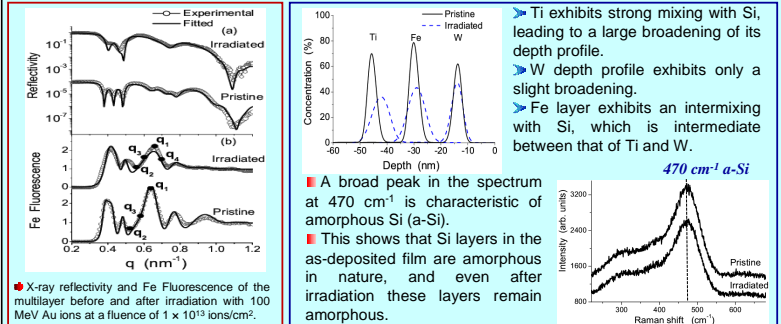 Experimental
Fitted
(a)
Irradiated
Pristine
Reflectivity
10-1
10-3
10-5
10-7
(b)
q1
q3
q4
q2
Irradiated
q1
q3
q2
Pristine
Fe Fluorescence
2
1
0
2
1
0
0.2 0.4 0.6 0.8 1.0 1.2
q (nm-1)
X-ray reflectivity and Fe Fluorescence of the
multilayer before and after irradiation with 100
MeV Au ions at a fluence of 1 × 1013 ions/cm2.
Pristine
Irradiated
Ti Fe W
Concentration (%)
100
80
60
40
20
0
-60 -50 -40 -30 -20 -10
Depth (nm)
Ti exhibits strong mixing with Si,
leading to a large broadening of its
depth profile.
W depth profile exhibits only a
slight broadening.
Fe layer exhibits an intermixing
with Si, which is intermediate
between that of Ti and W.
A broad peak in the spectrum
at 470 cm-1 is characteristic of
amorphous Si (a-Si).
This shows that Si layers in the
as-deposited film are amorphous
in nature, and even after
irradiation these layers remain
amorphous.
470 cm-1 a-Si
Intensity (arb. units)
3200
2400
1600
800
Pristine
Irradiated
300 400 500 600
Raman shift (cm-1)